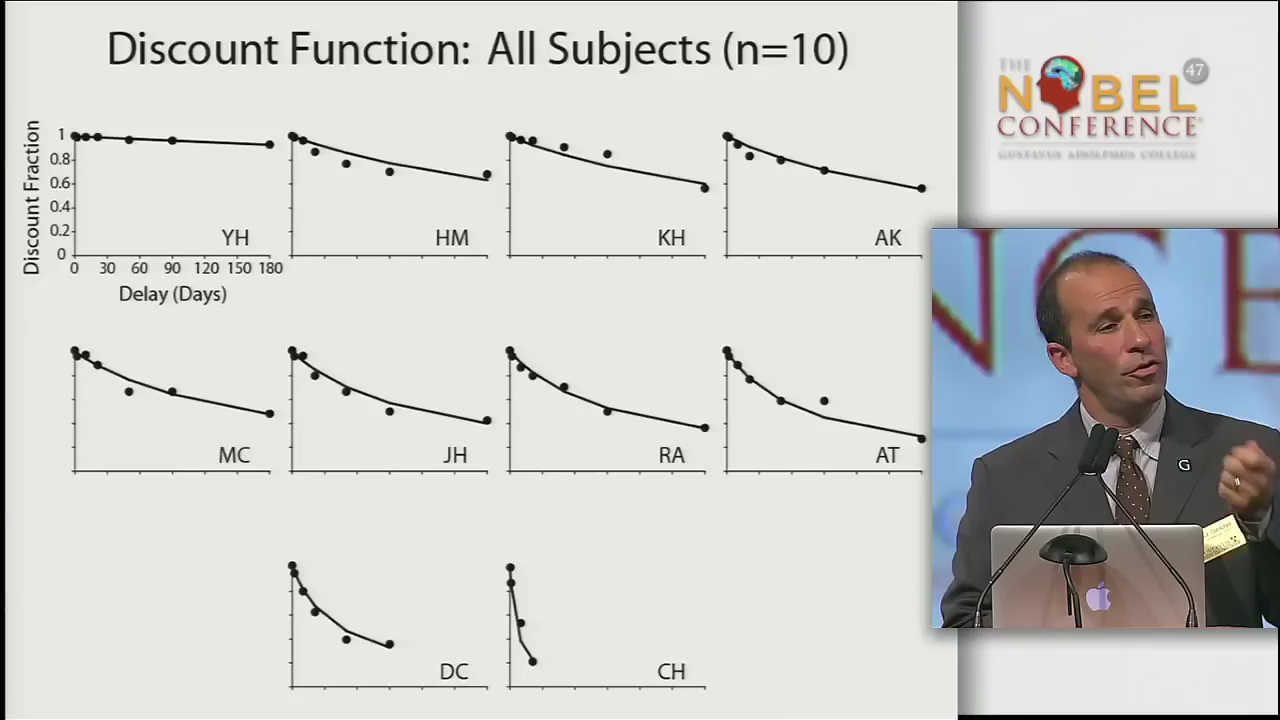 Discount Function: All Subjects (n=10)
THE
NOBEL
47
CONFERENCE
GUSTAVUS ADOLPHUS COLLEGE
Discount Fraction
1
0.8
0.6
0.4
0.2
0
0 30 60 90 120 150 180
Delay (Days)
YH
HM
KH
AK
MC
JH
RA
AT
DC
CH
NCE
G